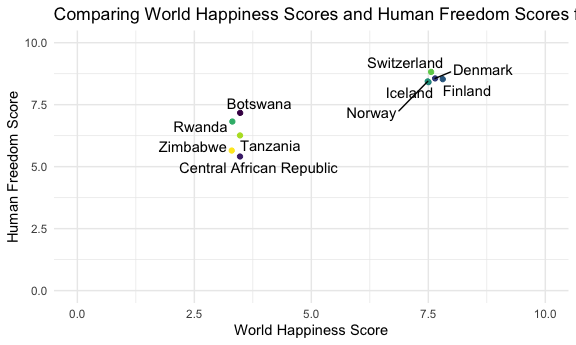 Comparing World Happiness Scores and Human Freedom Scores
10.0
7.5
5.0
2.5
0.0
Human Freedom Score
Switzerland
Denmark
Finland
Iceland
Norway
Botswana
Rwanda
Zimbabwe
Tanzania
Central African Republic
0.0 2.5 5.0 7.5 10.0
World Happiness Score